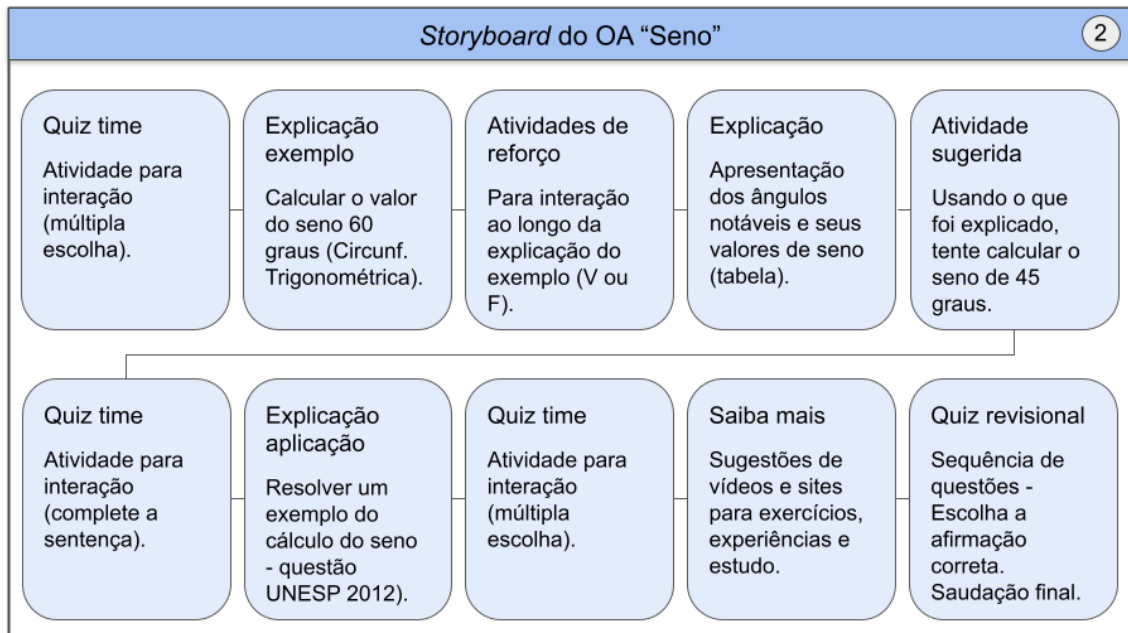 Storyboard do OA “Seno”
2
Quiz time
Atividade para
interação
(múltipla
escolha).
Explicação
exemplo
Calcular o valor
do seno 60
graus (Circunf.
Trigonométrica).
Atividades de
reforço
Para interação
ao longo da
explicação do
exemplo (V ou
F).
Explicação
Apresentação
dos ângulos
notáveis e seus
valores de seno
(tabela).
Atividade
sugerida
Usando o que
foi explicado,
tente calcular o
seno de 45
graus.
Quiz time
Atividade para
interação
(complete a
sentença).
Explicação
aplicação
Resolver um
exemplo do
cálculo do seno
- questão
UNESP 2012).
Quiz time
Atividade para
interação
(múltipla
escolha).
Saiba mais
Sugestões de
vídeos e sites
para exercícios,
experiências e
estudo.
Quiz revisional
Sequência de
questões -
Escolha a
afirmação
correta.
Saudação final.